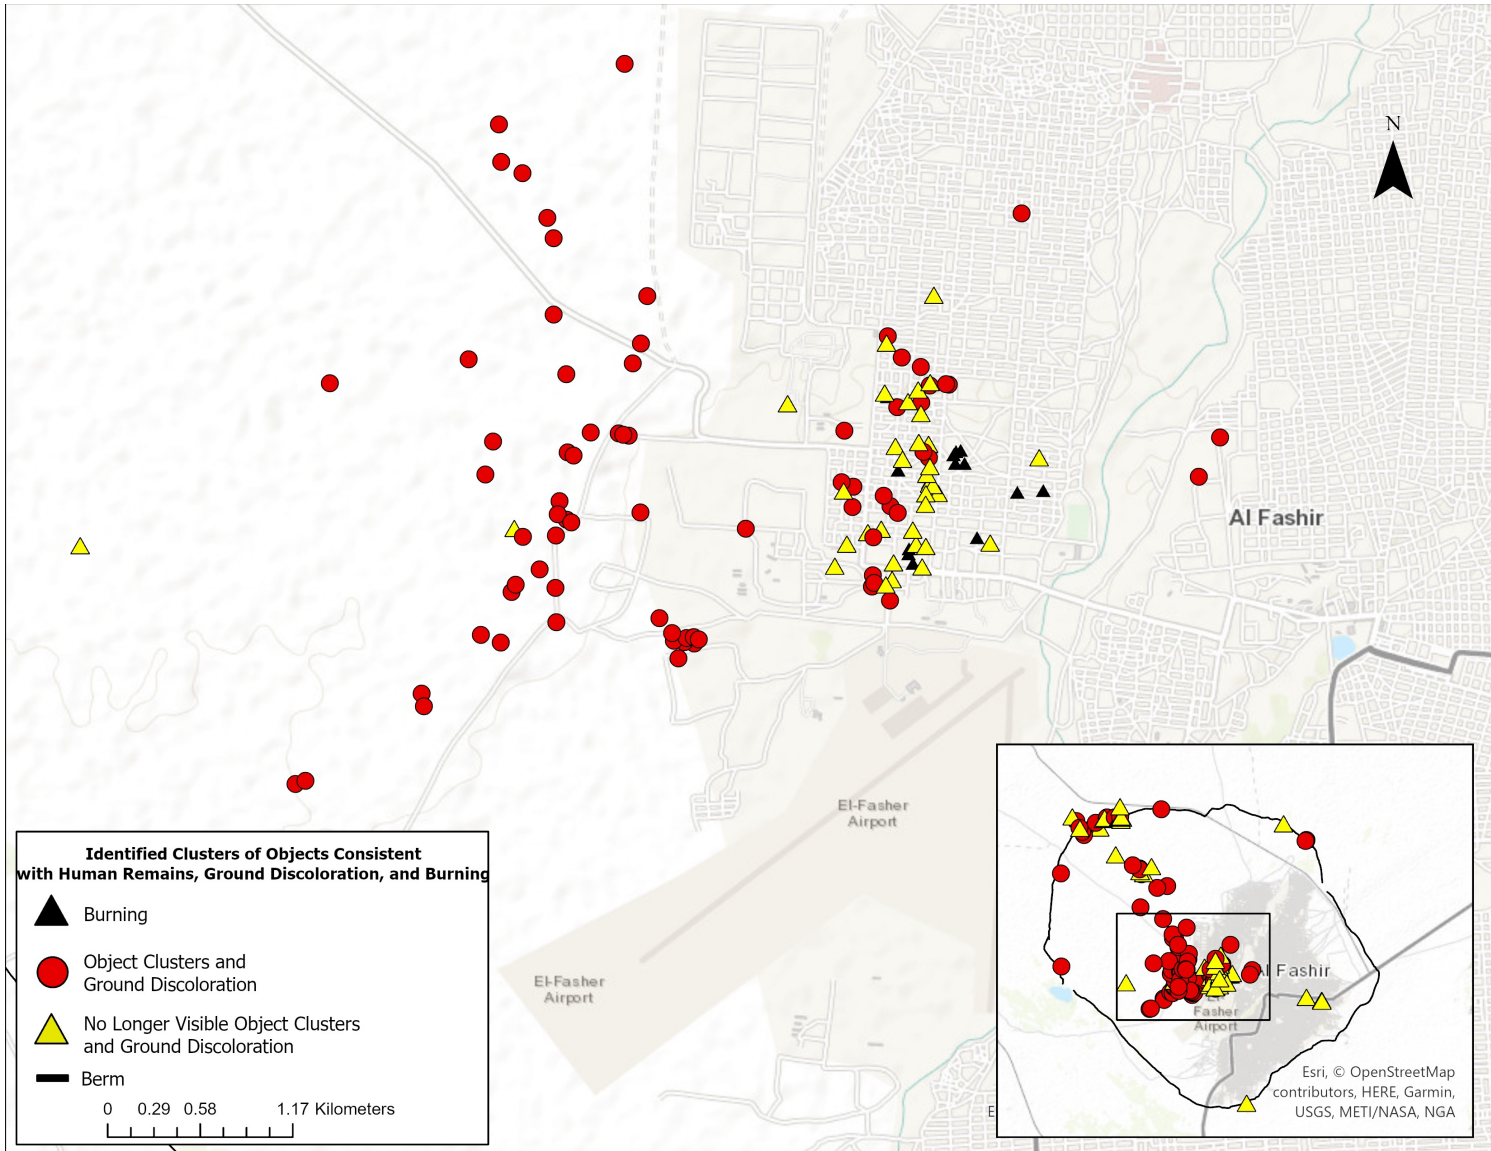 N
Al Fashir
El-Fasher
Airport
El-Fasher
Airport
E
Identified Clusters of Objects Consistent
with Human Remains, Ground Discoloration, and Burning
Burning
Object Clusters and
Ground Discoloration
No Longer Visible Object Clusters
and Ground Discoloration
Berm
0 0.29 0.58 1.17 Kilometers
Al Fashir
El-
Fasher
Airport
Esri, © OpenStreetMap
contributors, HERE, Garmin,
USGS, METI/NASA, NGA